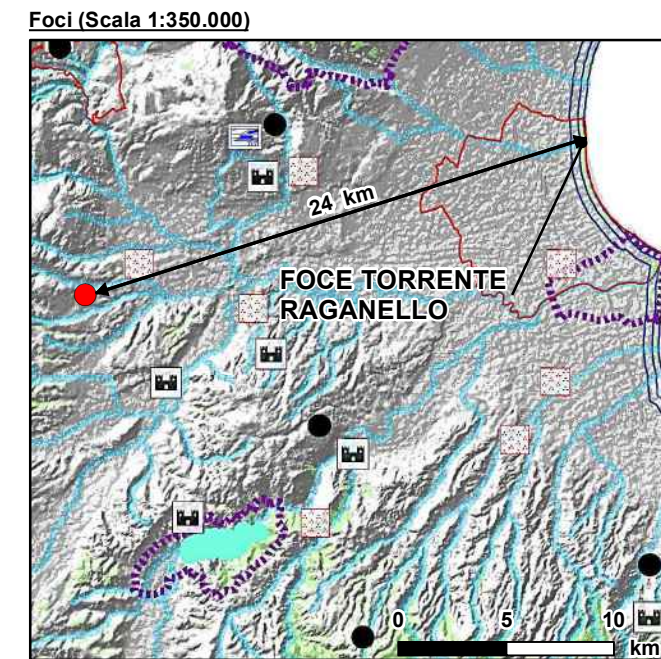 Foci (Scala 1:350.000)
24 km
FOCE TORRENTE
RAGANELLO
0 5 10
km